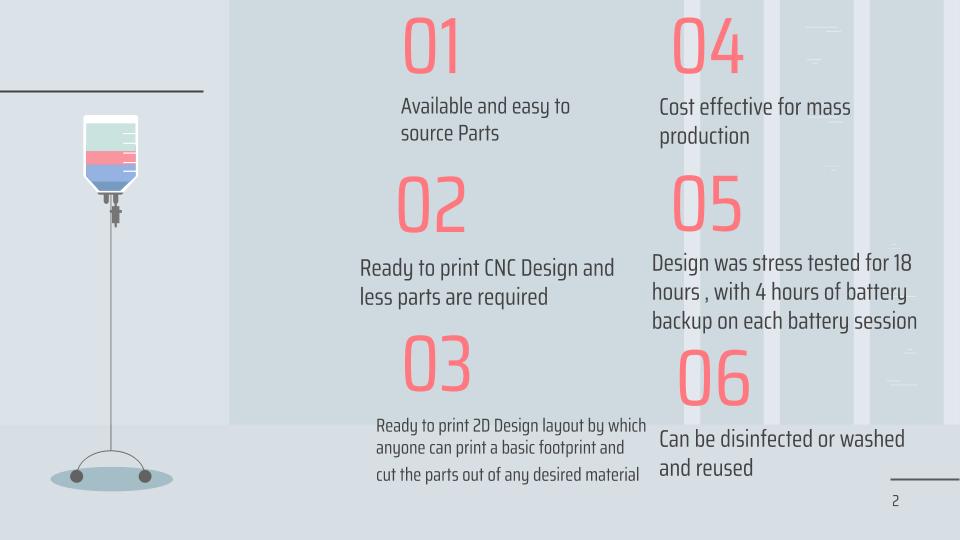 01
Available and easy to
source Parts
02
Ready to print CNC Design and
less parts are required
03
Ready to print 2D Design layout by which
anyone can print a basic footprint and
cut the parts out of any desired material
04
Cost effective for mass
production
05
Design was stress tested for 18
hours , with 4 hours of battery
backup on each battery session
06
Can be disinfected or washed
and reused
2